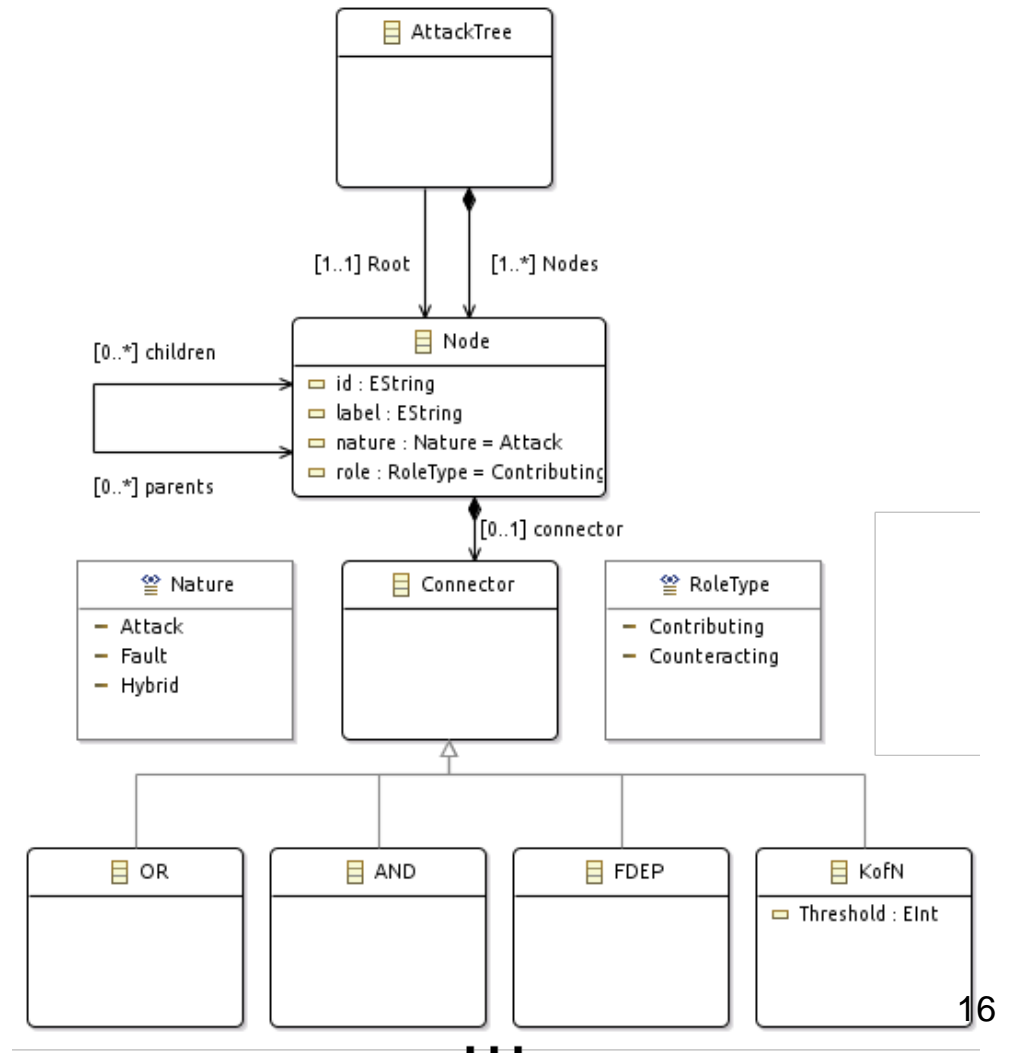 AttackTree
[1..1] Root
[1..*] Nodes
Node
id : EString
label : EString
nature : Nature = Attack
role : RoleType = Contributing
[0..*] children
[0..*] parents
[0..1] connector
Nature
Attack
Fault
Hybrid
Connector
RoleType
Contributing
Counteracting
OR
AND
FDEP
KofN
Threshold : EInt
16
...